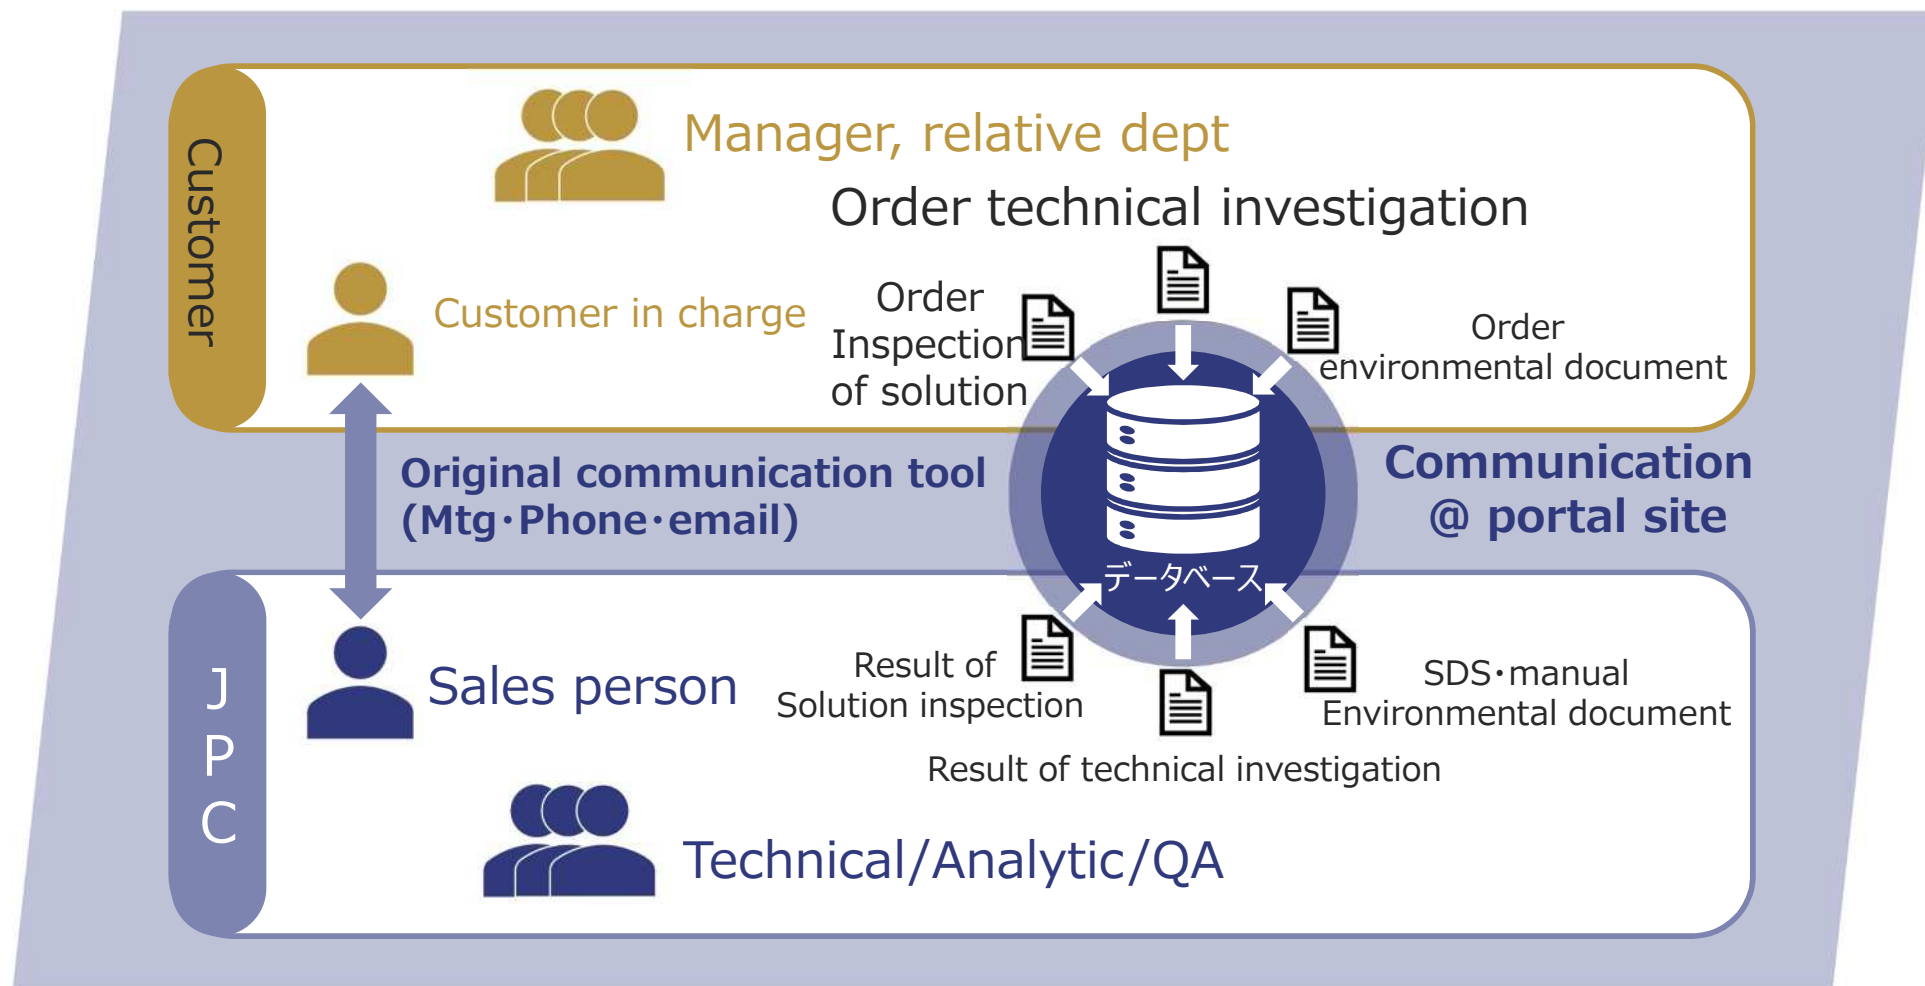 Customer
Manager, relative dept
Order technical investigation
Customer in charge
Order
Inspection
of solution
Order
environmental document
Original communication tool
(Mtg・Phone・email)
Communication
@ portal site
データベース
JPC
Sales person
Result of
Solution inspection
SDS・manual
Environmental document
Result of technical investigation
Technical/Analytic/QA